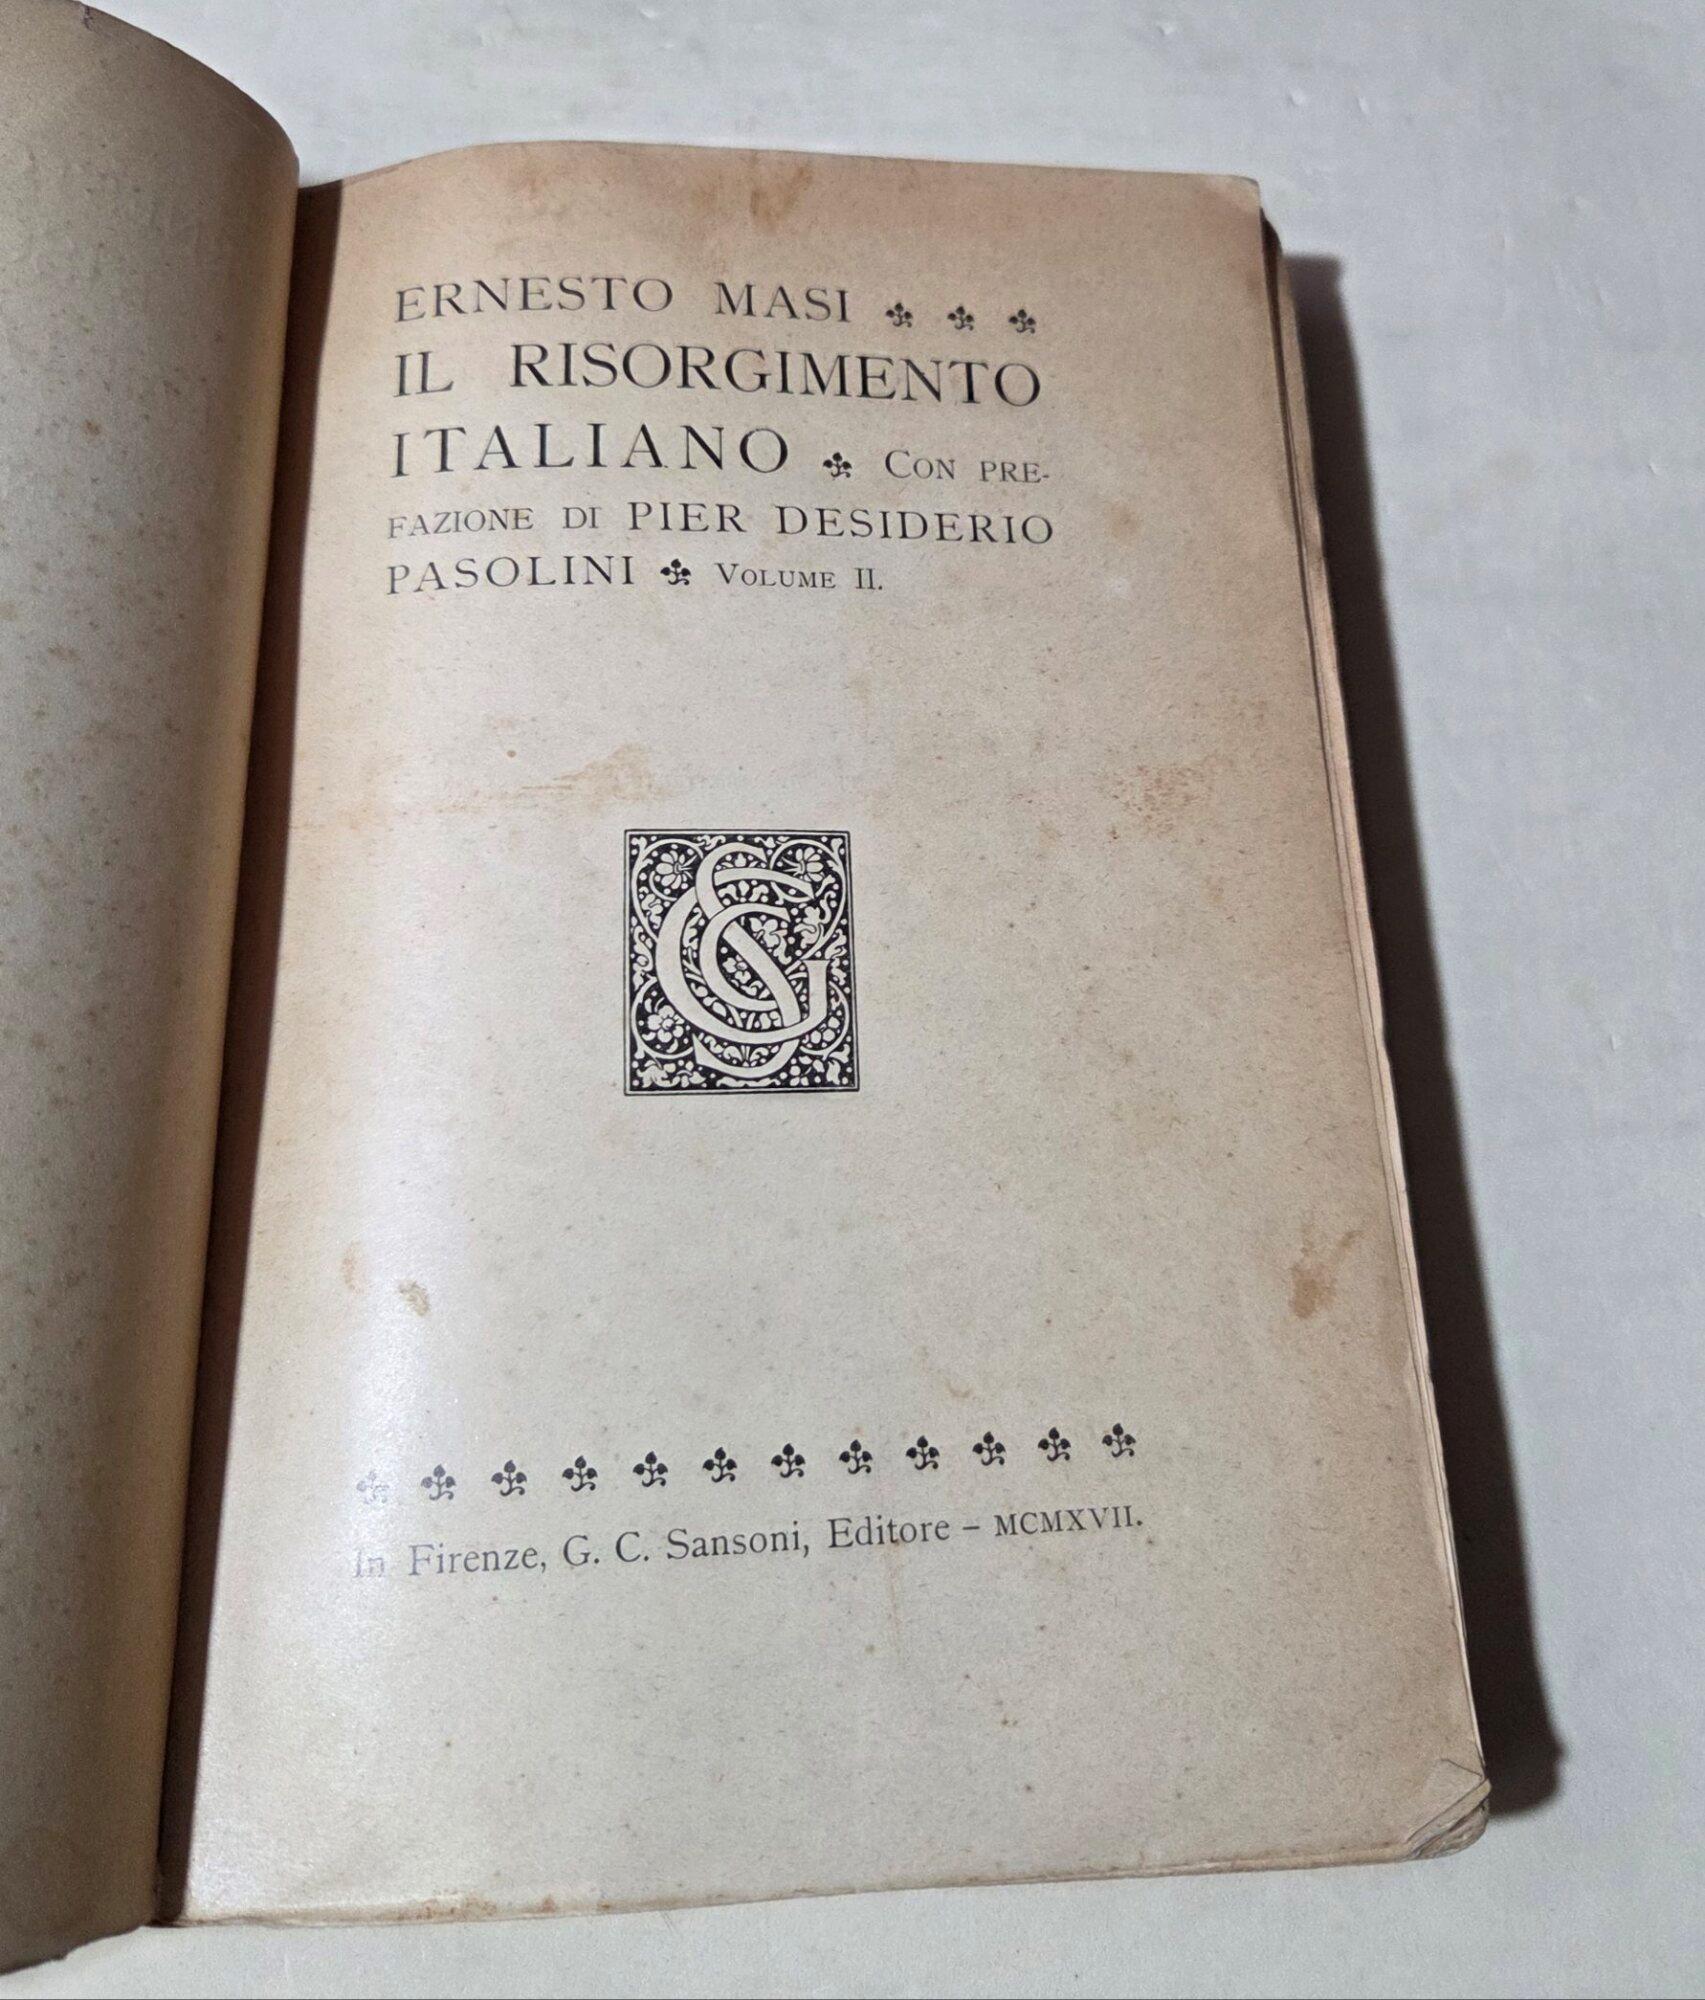 ERNESTO MASI
IL RISORGIMENTO
ITALIANO CON PRE-
FAZIONE DI PIER DESIDERIO
PASOLINI VOLUME II.
GCS
In Firenze, G. C. Sansoni, Editore – MCMXVII.